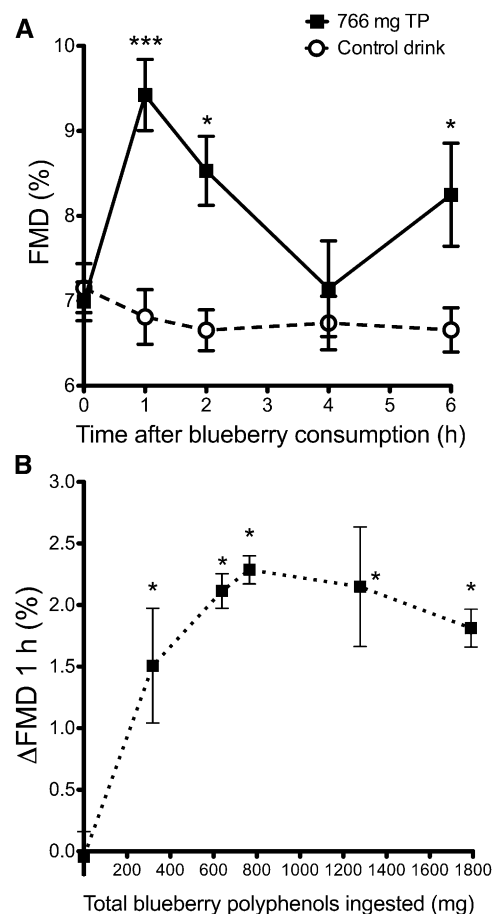 A
766 mg TP
Control drink
FMD (%)
10
9
8
7
6
***
*
*
0 1 2 3 4 5 6
Time after blueberry consumption (h)
B
ΔFMD 1 h (%)
3.0
2.5
2.0
1.5
1.0
0.5
0.0
*
*
*
*
*
200 400 600 800 1000 1200 1400 1600 1800
Total blueberry polyphenols ingested (mg)